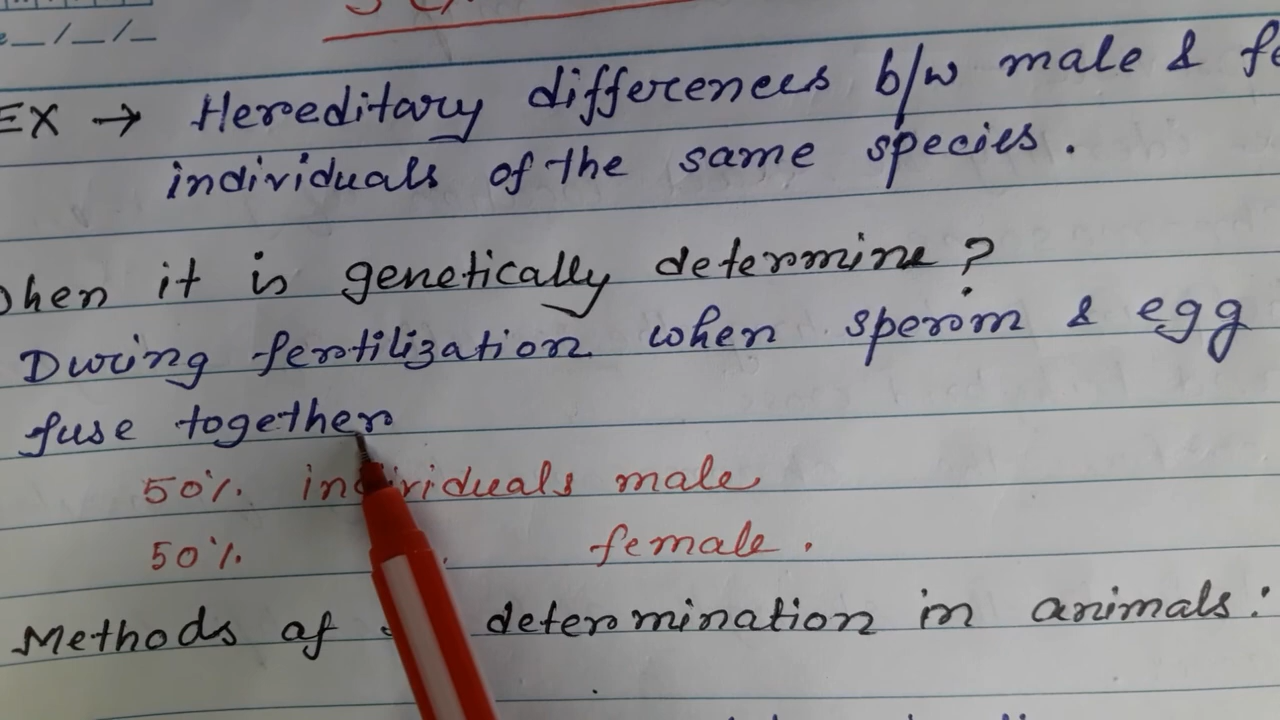 EX → Hereditary differences b/w male & fe
individuals of the same species.
hen it is genetically determine?
During fertilization when sperm & egg
fuse together
50% individuals male
50% female.
Methods of determination in animals: